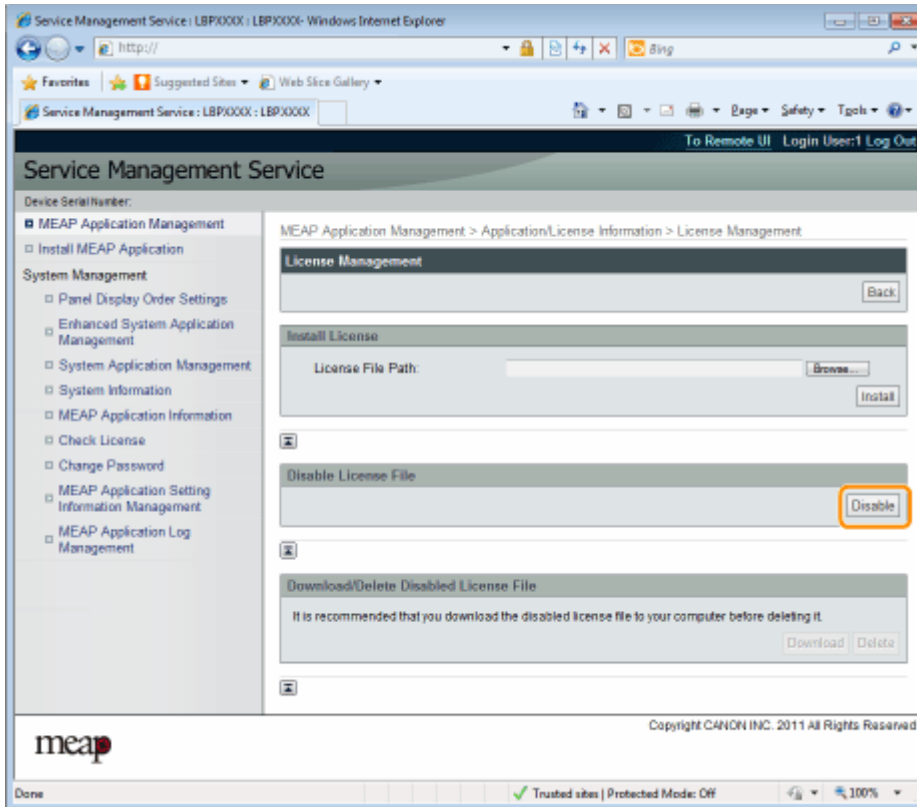 Service Management Service : LBPXXXX : LBPXXXX- Windows Internet Explorer
http://
Bing
Favorites Suggested Sites Web Slice Gallery
Service Management Service : LBPXXXX : LBPXXXX
Page Safety Tools
To Remote UI Login User:1 Log Out
Service Management Service
Device Serial Number:
MEAP Application Management
Install MEAP Application
System Management
Panel Display Order Settings
Enhanced System Application
Management
System Application Management
System Information
MEAP Application Information
Check License
Change Password
MEAP Application Setting
Information Management
MEAP Application Log
Management
MEAP Application Management > Application/License Information > License Management
License Management
Back
Install License
License File Path:
Browse...
Install
Disable License File
Disable
Download/Delete Disabled License File
It is recommended that you download the disabled license file to your computer before deleting it.
Download Delete
Copyright CANON INC. 2011 All Rights Reserved
meap
Done Trusted sites | Protected Mode: Off 100%